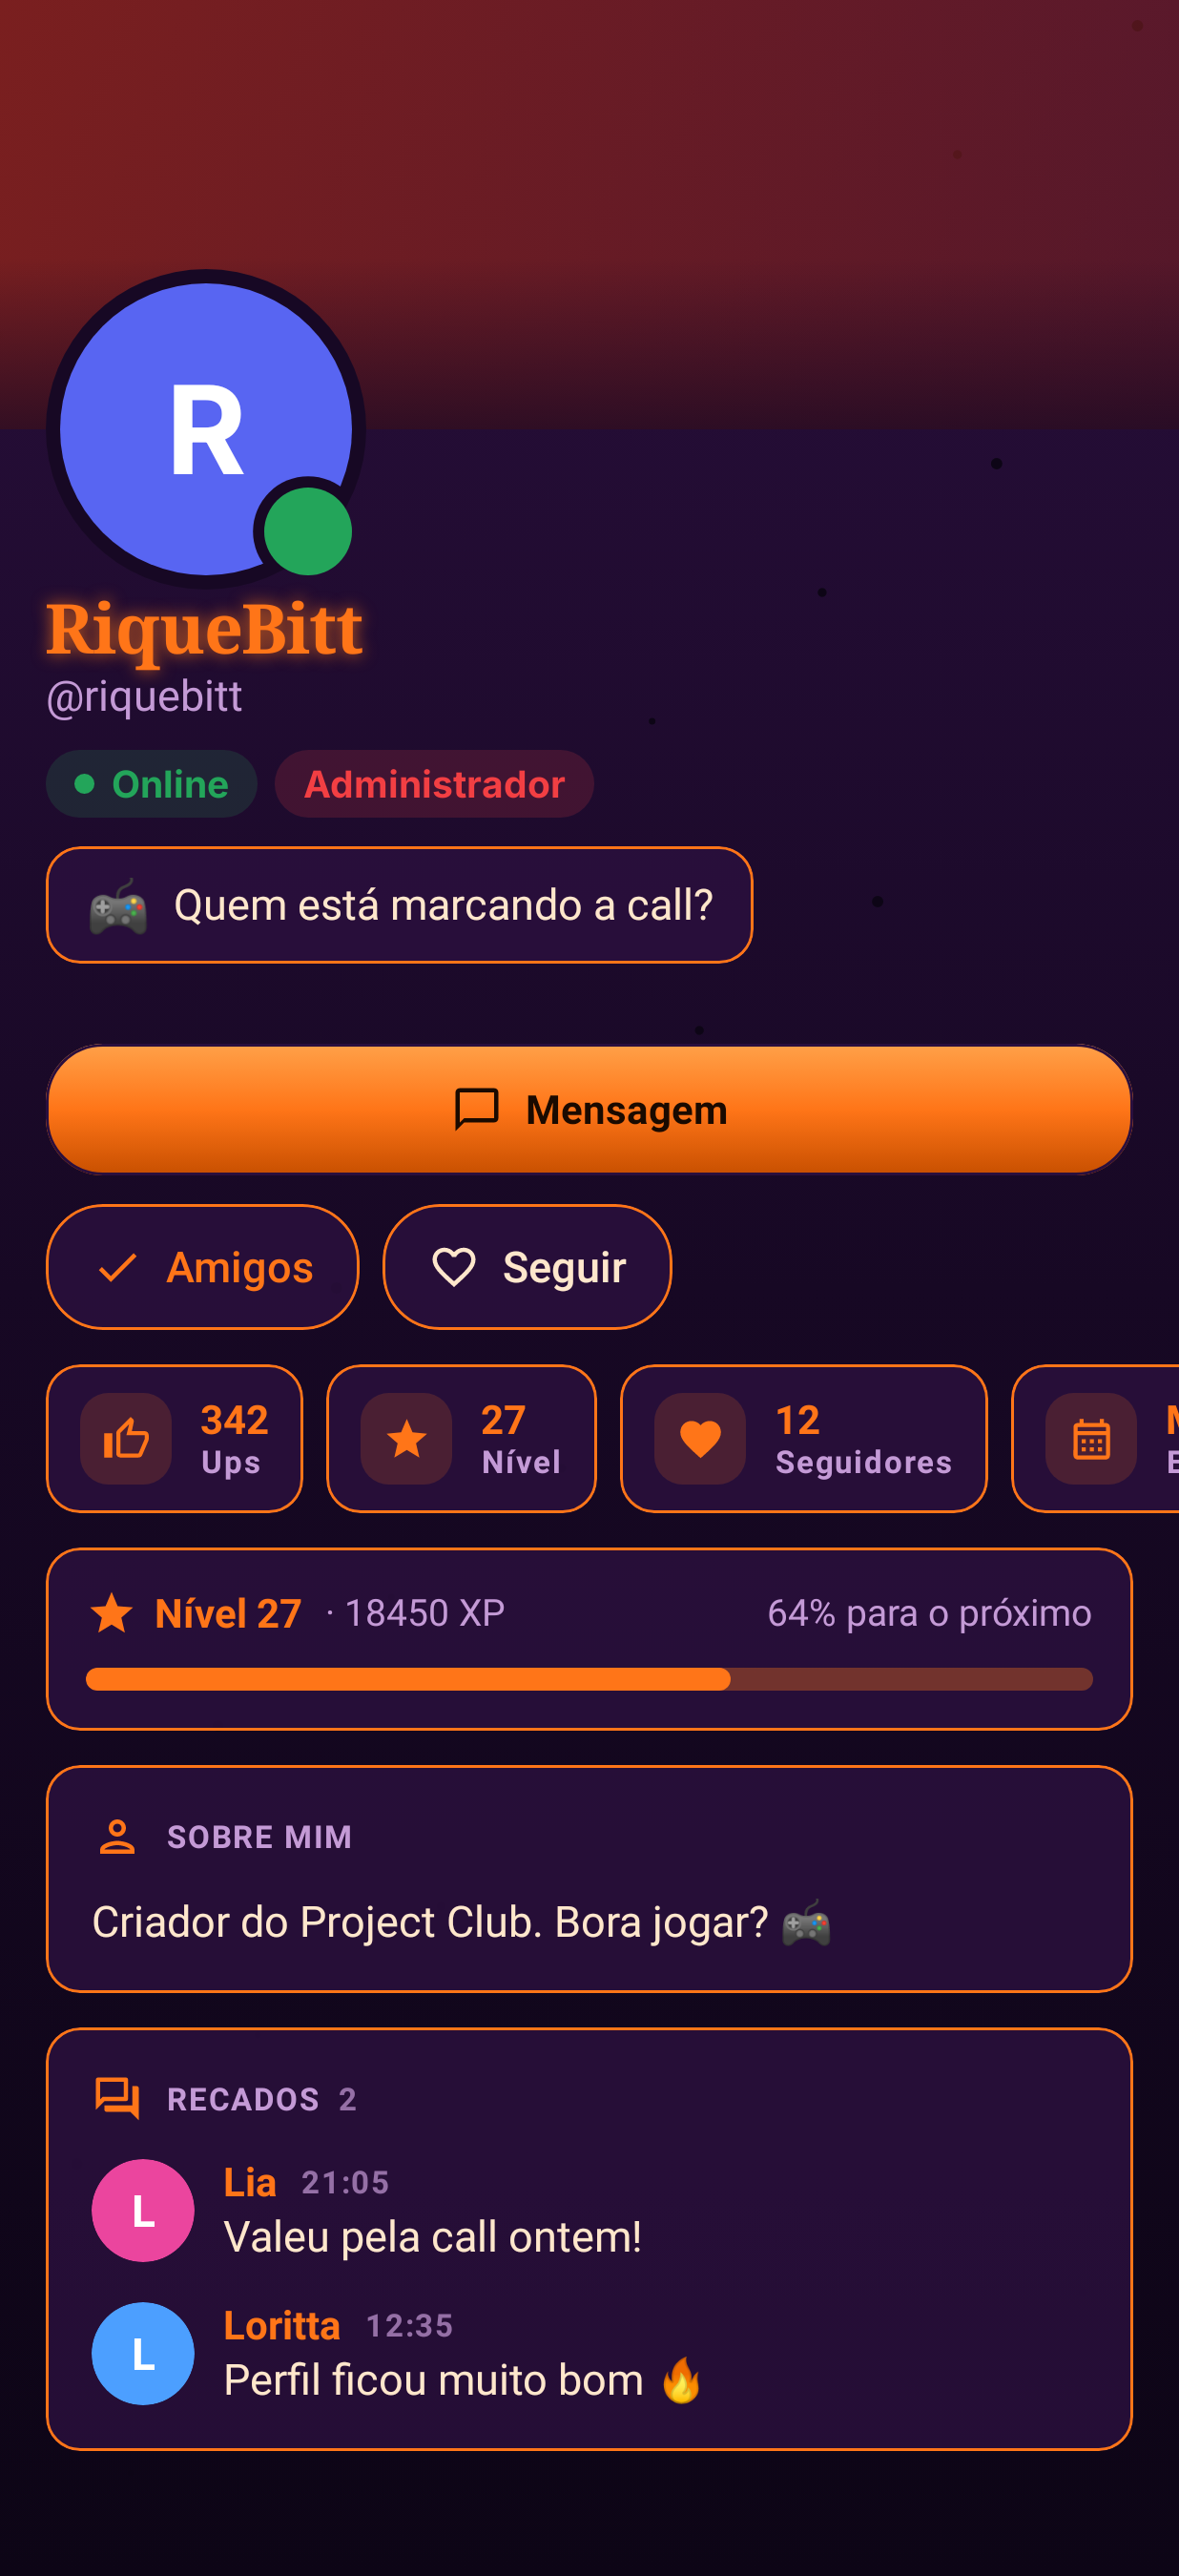 R
RiqueBitt
@riquebitt
Online
Administrador
🎮 Quem está marcando a call?
Mensagem
Amigos
Seguir
342
Ups
27
Nível
12
Seguidores
Nível 27 · 18450 XP
64% para o próximo
SOBRE MIM
Criador do Project Club. Bora jogar? 🎮
RECADOS 2
L
Lia 21:05
Valeu pela call ontem!
L
Loritta 12:35
Perfil ficou muito bom 🔥